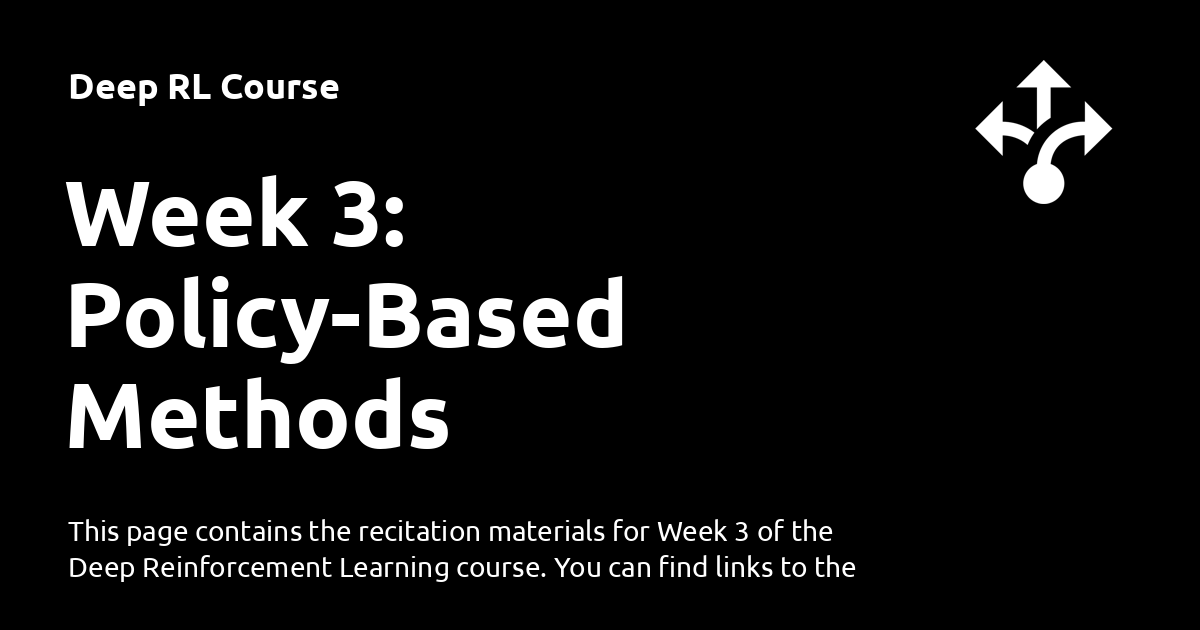 Deep RL Course
Week 3:
Policy-Based
Methods
This page contains the recitation materials for Week 3 of the
Deep Reinforcement Learning course. You can find links to the